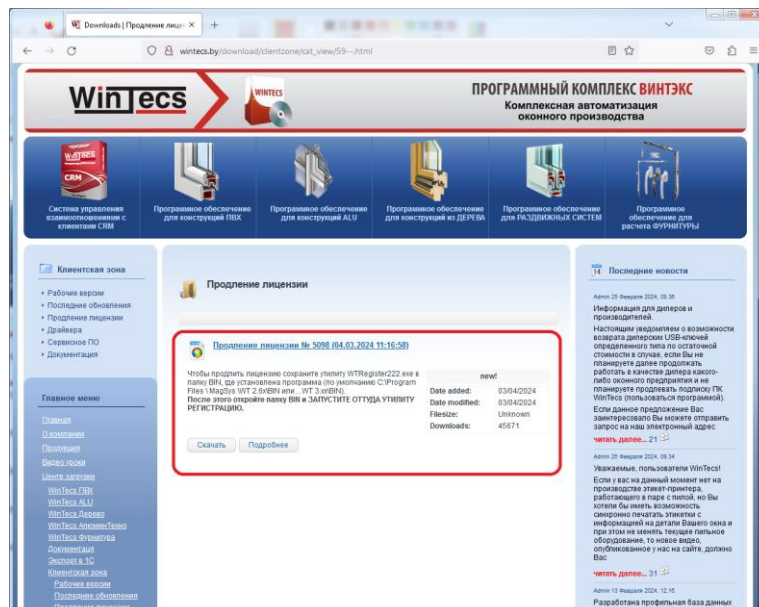 Downloads | Продление лицен
wintecs.by/download/clientzone/cat_view/59--.html
WinTecs
WINTECS
ПРОГРАММНЫЙ КОМПЛЕКС ВИНТЭКС
Комплексная автоматизация
оконного производства
WinTECS
CRM
Система управления
взаимоотношениями с
клиентами CRM
Программное обеспечение
для конструкций ПВХ
Программное обеспечение
для конструкций ALU
Программное обеспечение
для конструкций из ДЕРЕВА
Программное обеспечение
для РАЗДВИЖНЫХ СИСТЕМ
Программное
обеспечение для
расчета ФУРНИТУРЫ
Клиентская зона
Рабочие версии
Последние обновления
Продление лицензии
Драйвера
Сервисное ПО
Документация
Главное меню
Главная
О компании
Продукция
Видео уроки
Центр загрузки
WinTecs ПВХ
WinTecs ALU
WinTecs Дерево
WinTecs АлюминТехно
WinTecs Фурнитура
Документация
Экспорт в 1С
Клиентская зона
Рабочие версии
Последние обновления
Продление лицензии
Продление лицензии № 5098 (04.03.2024 11:16:58)
Чтобы продлить лицензию сохраните утилиту WTRegister222.exe в
папку BIN, где установлена программа (по умолчанию C:\Program
Files \ MagSys WT 2.6x\BIN или ...WT 3.xx\BIN).
После этого откройте папку BIN и ЗАПУСТИТЕ ОТТУДА УТИЛИТУ
РЕГИСТРАЦИЮ.
new!
Date added: 03/04/2024
Date modified: 03/04/2024
Filesize: Unknown
Downloads: 45671
Скачать
Подробнее
14
Последние новости
Admin 25 Февраля 2024, 09.36
Информация для дилеров и
производителей.
Настоящим уведомляем о возможности
возврата дилерских USB-ключей
определенного типа по остаточной
стоимости в случае, если Вы не
планируете далее продолжать
работать в качестве дилера какого-
либо оконного предприятия и не
планируете продлевать подписку ПК
WinTecs (пользоваться программой).
Если данное предложение Вас
заинтересовало Вы можете отправить
запрос на наш электронный адрес
читать далее... 21
Admin 25 Февраля 2024, 09.34
Уважаемые, пользователи WinTecs!
Если у вас на данный момент нет на
производстве этикет-принтера,
работающего в паре с пилой, но Вы
хотели бы иметь возможность
синхронно печатать этикетки с
информацией на детали Вашего окна и
при этом не менять текущее пильное
оборудование, то новое видео,
опубликованное у нас на сайте, должно
Вас
читать далее... 31
Admin 13 Февраля 2024, 12.16
Разработана профильная база данных